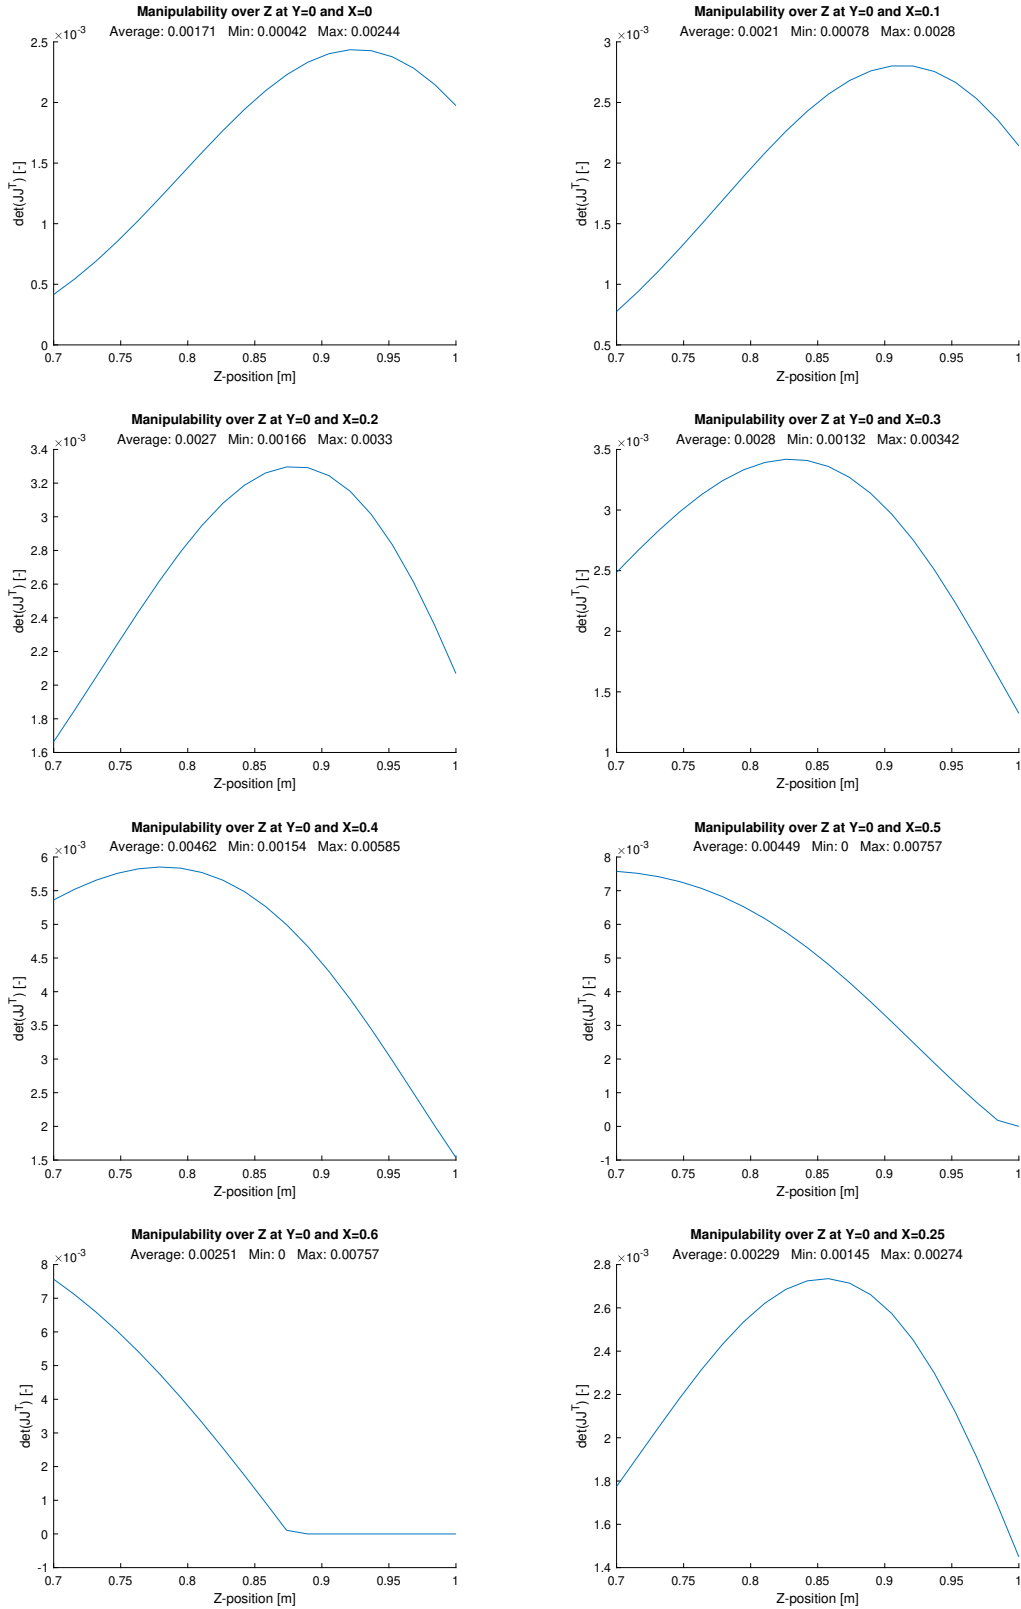 Manipulability over Z at Y=0 and X=0
Average: 0.00171 Min: 0.00042 Max: 0.00244
×10-3
2.5
2
1.5
1
0.5
0
det(JJT) [-]
0.7 0.75 0.8 0.85 0.9 0.95 1
Z-position [m]
Manipulability over Z at Y=0 and X=0.1
Average: 0.0021 Min: 0.00078 Max: 0.0028
×10-3
3
2.5
2
1.5
1
0.5
det(JJT) [-]
0.7 0.75 0.8 0.85 0.9 0.95 1
Z-position [m]
Manipulability over Z at Y=0 and X=0.2
Average: 0.0027 Min: 0.00166 Max: 0.0033
×10-3
3.4
3.2
3
2.8
2.6
2.4
2.2
2
1.8
1.6
det(JJT) [-]
0.7 0.75 0.8 0.85 0.9 0.95 1
Z-position [m]
Manipulability over Z at Y=0 and X=0.3
Average: 0.0028 Min: 0.00132 Max: 0.00342
×10-3
3.5
3
2.5
2
1.5
1
det(JJT) [-]
0.7 0.75 0.8 0.85 0.9 0.95 1
Z-position [m]
Manipulability over Z at Y=0 and X=0.4
Average: 0.00462 Min: 0.00154 Max: 0.00585
×10-3
6
5.5
5
4.5
4
3.5
3
2.5
2
1.5
det(JJT) [-]
0.7 0.75 0.8 0.85 0.9 0.95 1
Z-position [m]
Manipulability over Z at Y=0 and X=0.5
Average: 0.00449 Min: 0 Max: 0.00757
×10-3
8
7
6
5
4
3
2
1
0
-1
det(JJT) [-]
0.7 0.75 0.8 0.85 0.9 0.95 1
Z-position [m]
Manipulability over Z at Y=0 and X=0.6
Average: 0.00251 Min: 0 Max: 0.00757
×10-3
8
7
6
5
4
3
2
1
0
-1
det(JJT) [-]
0.7 0.75 0.8 0.85 0.9 0.95 1
Z-position [m]
Manipulability over Z at Y=0 and X=0.25
Average: 0.00229 Min: 0.00145 Max: 0.00274
×10-3
2.8
2.6
2.4
2.2
2
1.8
1.6
1.4
det(JJT) [-]
0.7 0.75 0.8 0.85 0.9 0.95 1
Z-position [m]